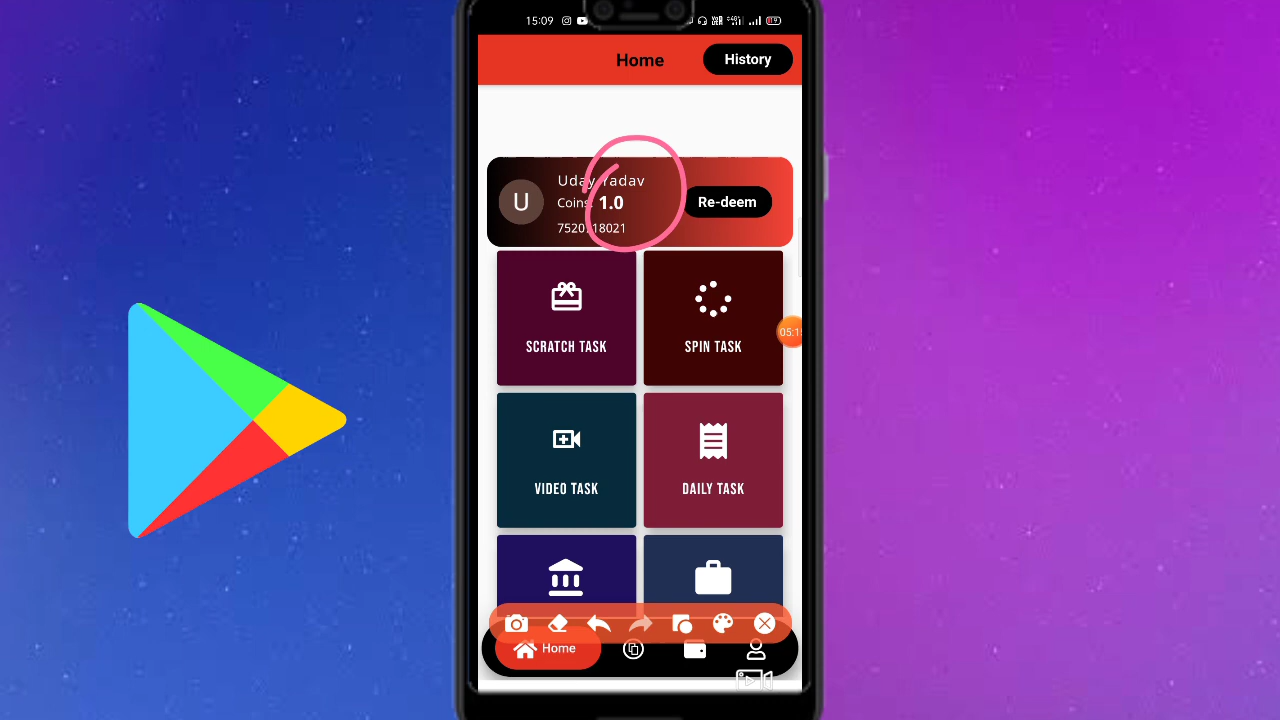 15:09
Home
History
Uday Yadav
U
Coins: 1.0
Re-deem
SCRATCH TASK
SPIN TASK
VIDEO TASK
DAILY TASK
Home